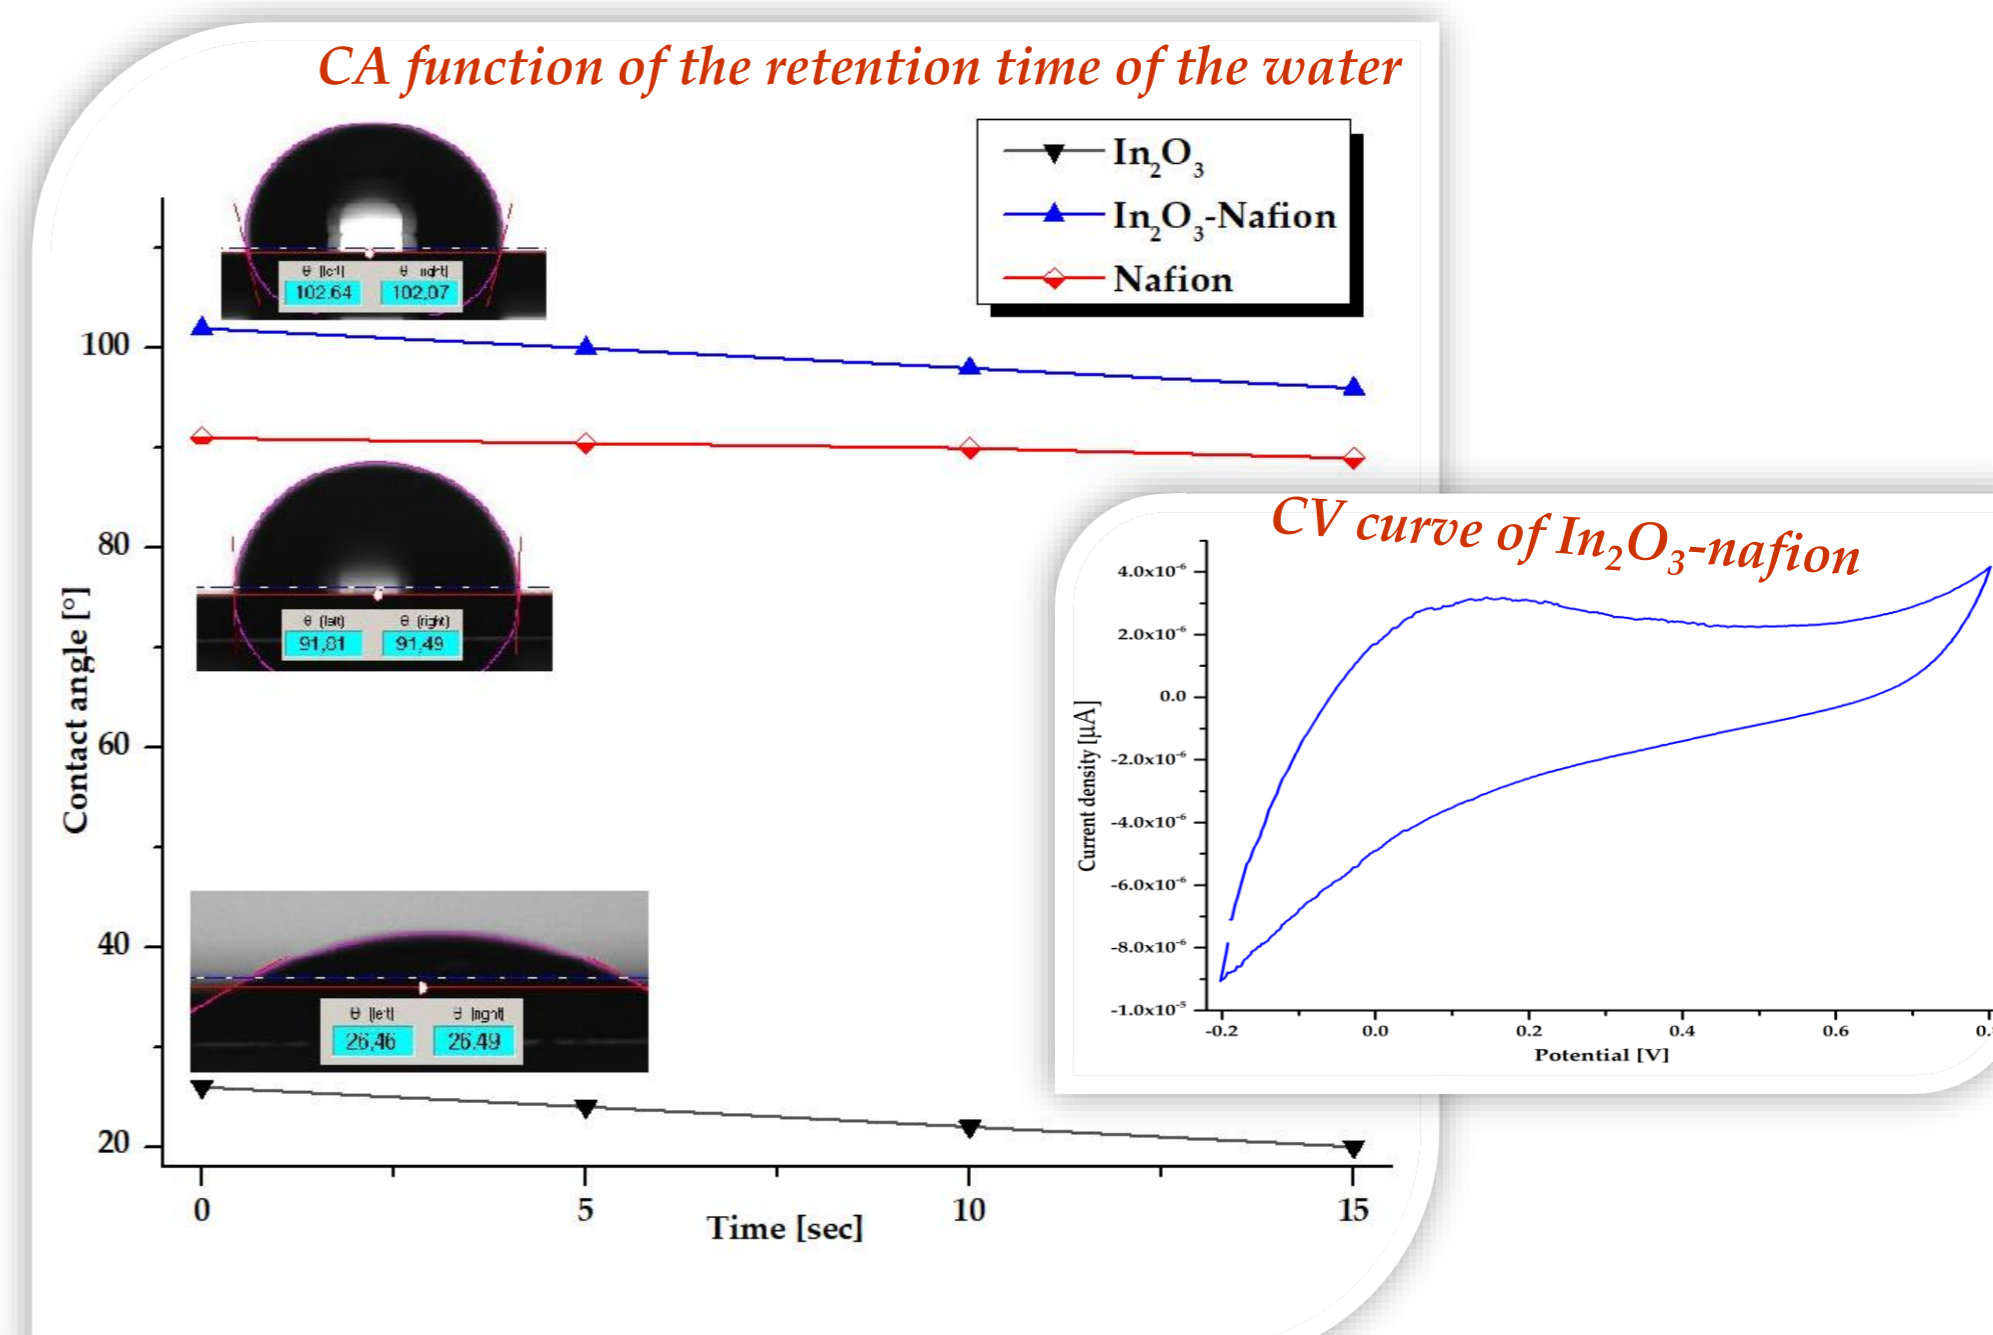 CA function of the retention time of the water
In₂O₃
In₂O₃-Nafion
Nafion
θ (left) θ (right)
102.64 102,07
100
80
60
40
20
Contact angle [°]
θ (left) θ (right)
91,81 91,49
θ (left) θ (right)
26,46 26.49
0 5 10 15
Time [sec]
CV curve of In₂O₃-nafion
4.0x10⁻⁶
2.0x10⁻⁶
0.0
-2.0x10⁻⁶
-4.0x10⁻⁶
-6.0x10⁻⁶
-8.0x10⁻⁶
-1.0x10⁻⁵
Current density [µA]
-0.2 0.0 0.2 0.4 0.6
Potential [V]